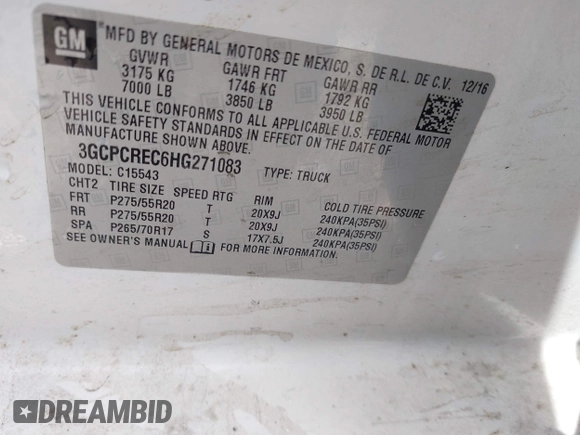 GM
MFD BY GENERAL MOTORS DE MEXICO, S. DE R.L. DE C.V. 12/16
GVWR GAWR FRT GAWR RR
3175 KG 1746 KG 1792 KG
7000 LB 3850 LB 3950 LB
THIS VEHICLE CONFORMS TO ALL APPLICABLE U.S. FEDERAL MOTOR
VEHICLE SAFETY STANDARDS IN EFFECT ON THE DATE OF
MANUFACTURE SHOWN ABOVE.
3GCPCREC6HG271083 TYPE: TRUCK
MODEL: C15543
CHT2 TIRE SIZE SPEED RTG RIM COLD TIRE PRESSURE
FRT P275/55R20 T 20X9J 240KPA(35PSI)
RR P275/55R20 T 20X9J 240KPA(35PSI)
SPA P265/70R17 S 17X7.5J 240KPA(35PSI)
SEE OWNER'S MANUAL FOR MORE INFORMATION.
DREAMBID